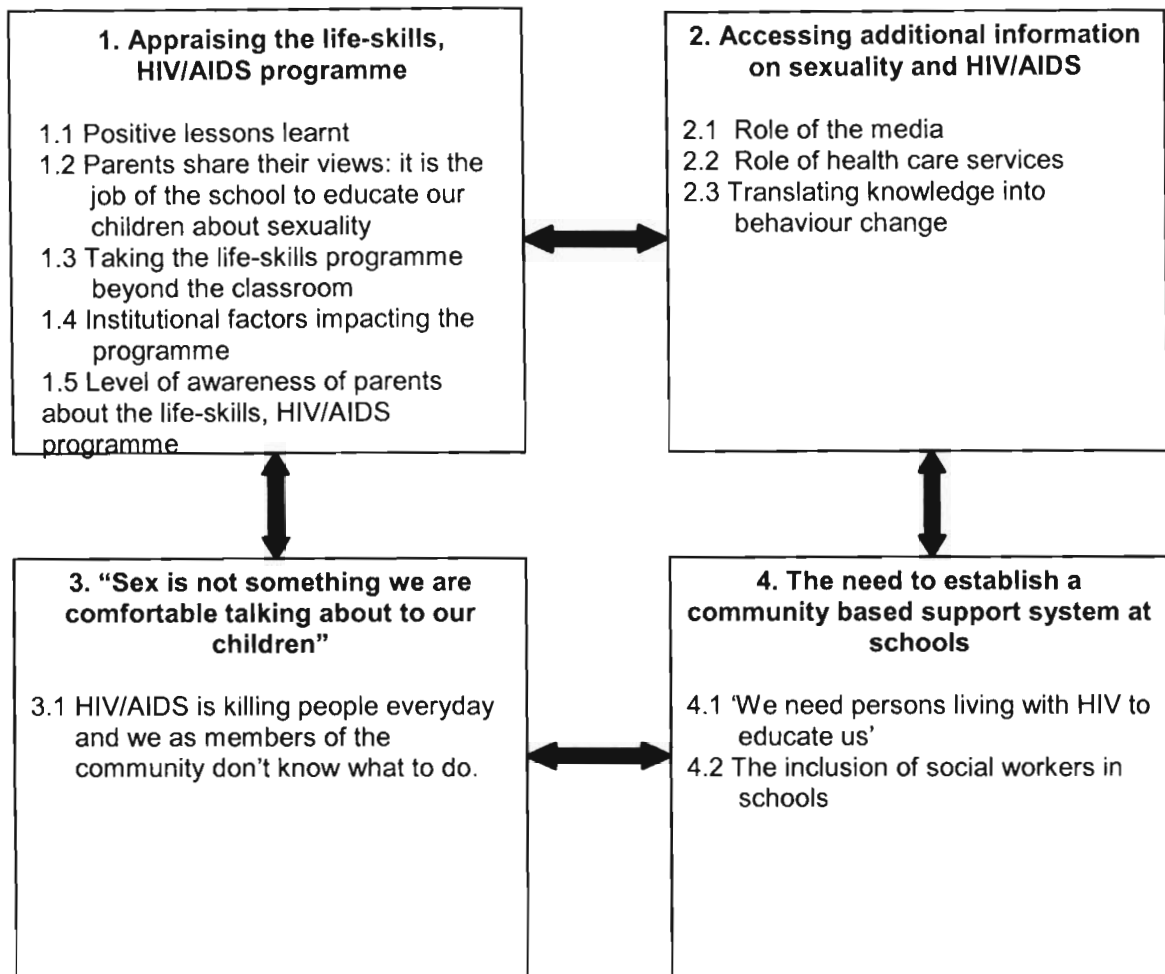 1. Appraising the life-skills,
HIV/AIDS programme
1.1 Positive lessons learnt
1.2 Parents share their views: it is the
job of the school to educate our
children about sexuality
1.3 Taking the life-skills programme
beyond the classroom
1.4 Institutional factors impacting the
programme
1.5 Level of awareness of parents
about the life-skills, HIV/AIDS
programme
2. Accessing additional information
on sexuality and HIV/AIDS
2.1 Role of the media
2.2 Role of health care services
2.3 Translating knowledge into
behaviour change
3. “Sex is not something we are
comfortable talking about to our
children”
3.1 HIV/AIDS is killing people everyday
and we as members of the
community don't know what to do.
4. The need to establish a
community based support system at
schools
4.1 ‘We need persons living with HIV to
educate us’
4.2 The inclusion of social workers in
schools